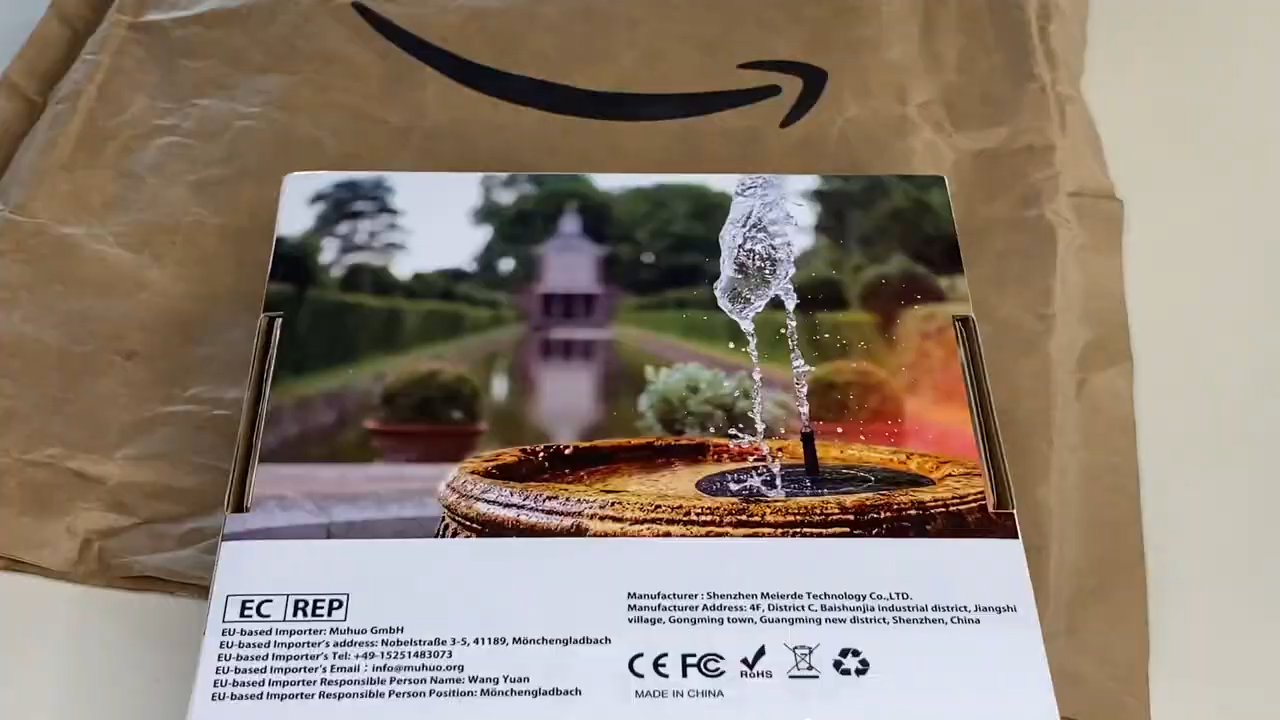 EC REP
EU-based Importer: Muhuo GmbH
EU-based Importer's address: Nobelstraße 3-5, 41189, Mönchengladbach
EU-based Importer's Tel: +49-15251483073
EU-based Importer's Email : info@muhuo.org
EU-based Importer Responsible Person Name: Wang Yuan
EU-based Importer Responsible Person Position: Mönchengladbach
Manufacturer : Shenzhen Meierde Technology Co.,LTD.
Manufacturer Address: 4F, District C, Baishunjia industrial district, Jiangshi
village, Gongming town, Guangming new district, Shenzhen, China
CE FC RoHS
MADE IN CHINA